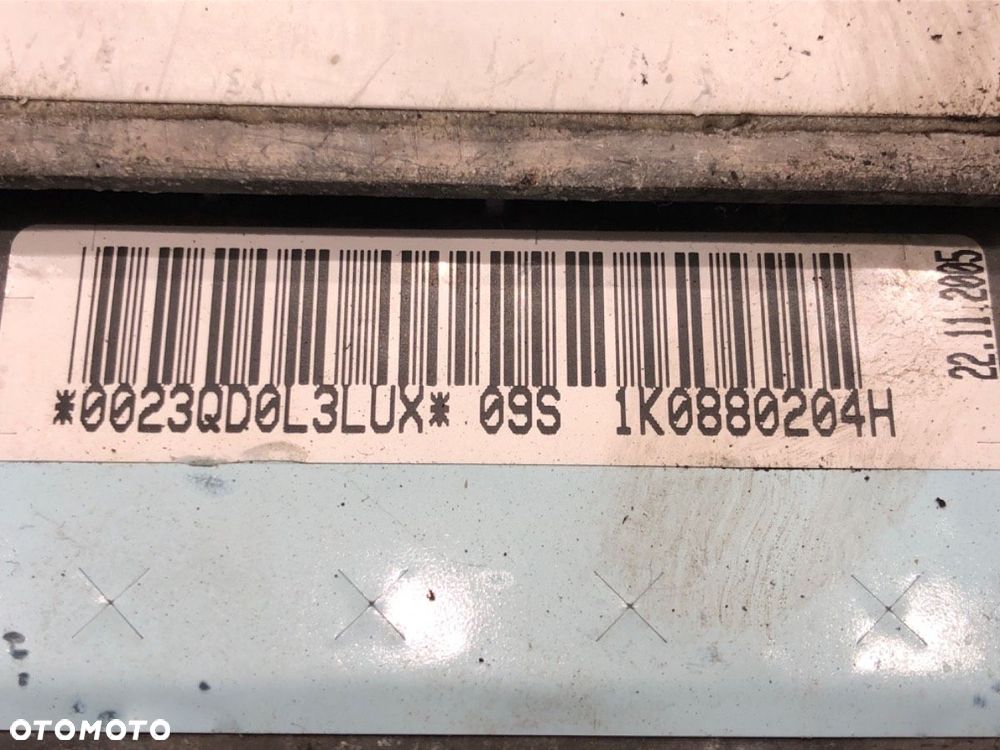 *0023QD0L3LUX* 09S 1K0880204H
22.11.2005
OTOMOTO